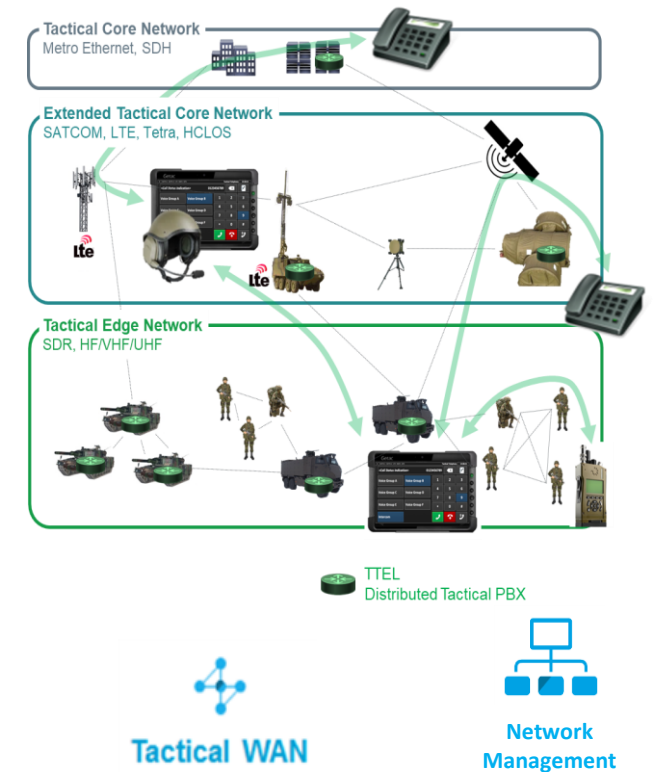 Tactical Core Network
Metro Ethernet, SDH
Extended Tactical Core Network
SATCOM, LTE, Tetra, HCLOS
Lte
Lte
Tactical Edge Network
SDR, HF/VHF/UHF
TTEL
Distributed Tactical PBX
Tactical WAN
Network
Management